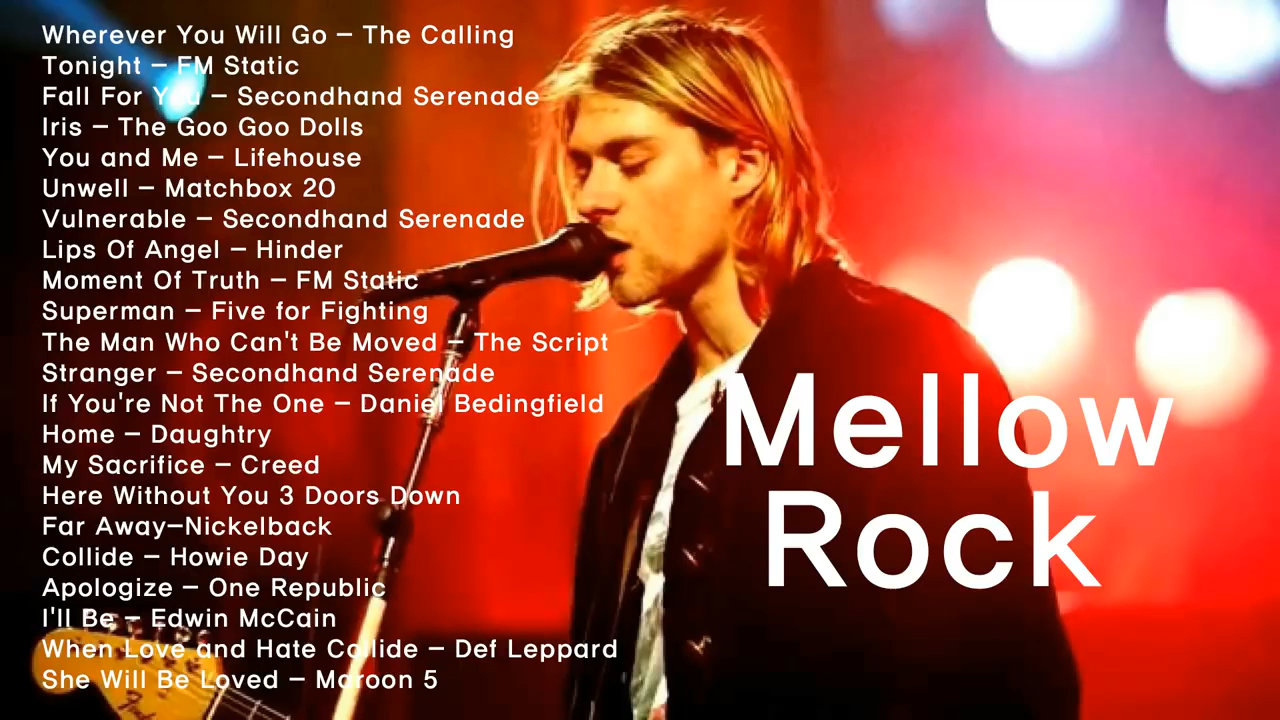 Wherever You Will Go – The Calling
Tonight – FM Static
Fall For You – Secondhand Serenade
Iris – The Goo Goo Dolls
You and Me – Lifehouse
Unwell – Matchbox 20
Vulnerable – Secondhand Serenade
Lips Of Angel – Hinder
Moment Of Truth – FM Static
Superman – Five for Fighting
The Man Who Can't Be Moved – The Script
Stranger – Secondhand Serenade
If You're Not The One – Daniel Bedingfield
Home – Daughtry
My Sacrifice – Creed
Here Without You 3 Doors Down
Far Away–Nickelback
Collide – Howie Day
Apologize – One Republic
I'll Be – Edwin McCain
When Love and Hate Collide – Def Leppard
She Will Be Loved – Maroon 5
Mellow
Rock